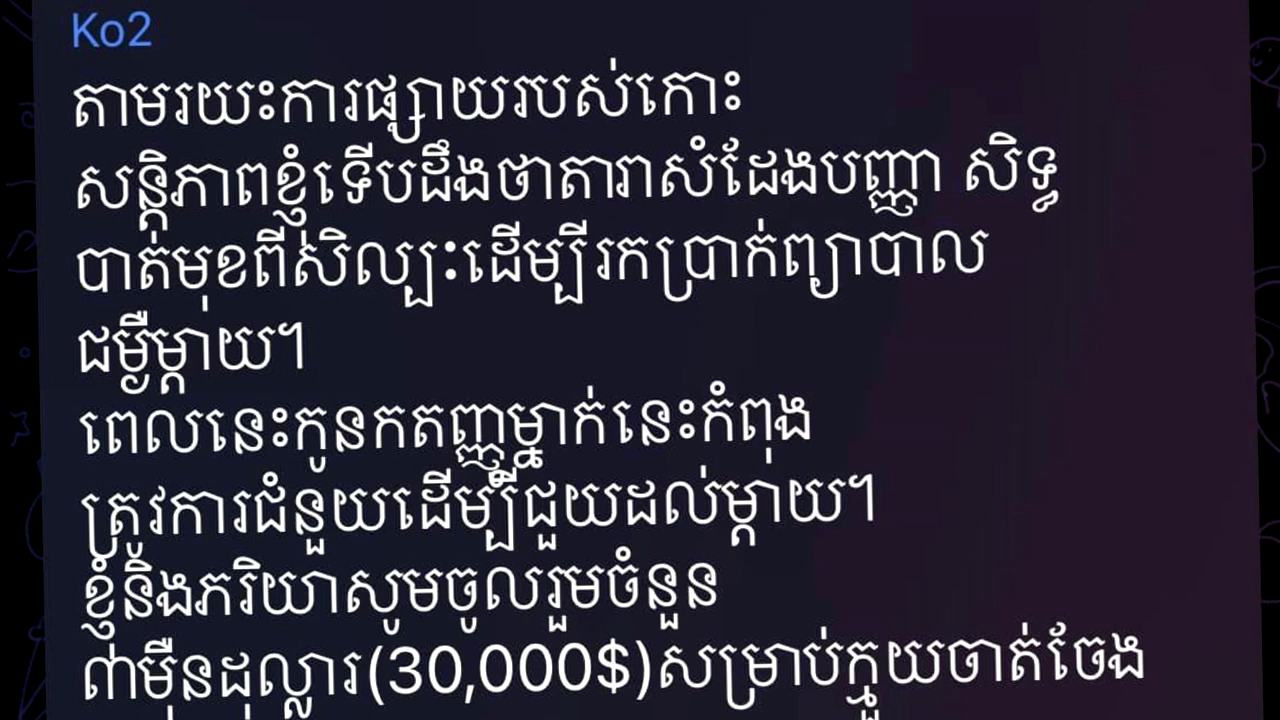 Ko2
តាមរយះការផ្សាយរបស់កោះ
សន្តិភាពខ្ញុំទើបដឹងថាតារាសំដែងបញ្ញា សិទ្ធ
បាត់មុខពីសិល្បៈដើម្បីរកប្រាក់ព្យាបាល
ជម្ងឺម្តាយ។
ពេលនេះកូនកតញ្ញូម្នាក់នេះកំពុង
ត្រូវការជំនួយដើម្បីជួយដល់ម្តាយ។
ខ្ញុំនិងភរិយាសូមចូលរួមចំនួន
៣ម៉ឺនដុល្លារ(30,000$)សម្រាប់ក្មួយចាត់ចែង